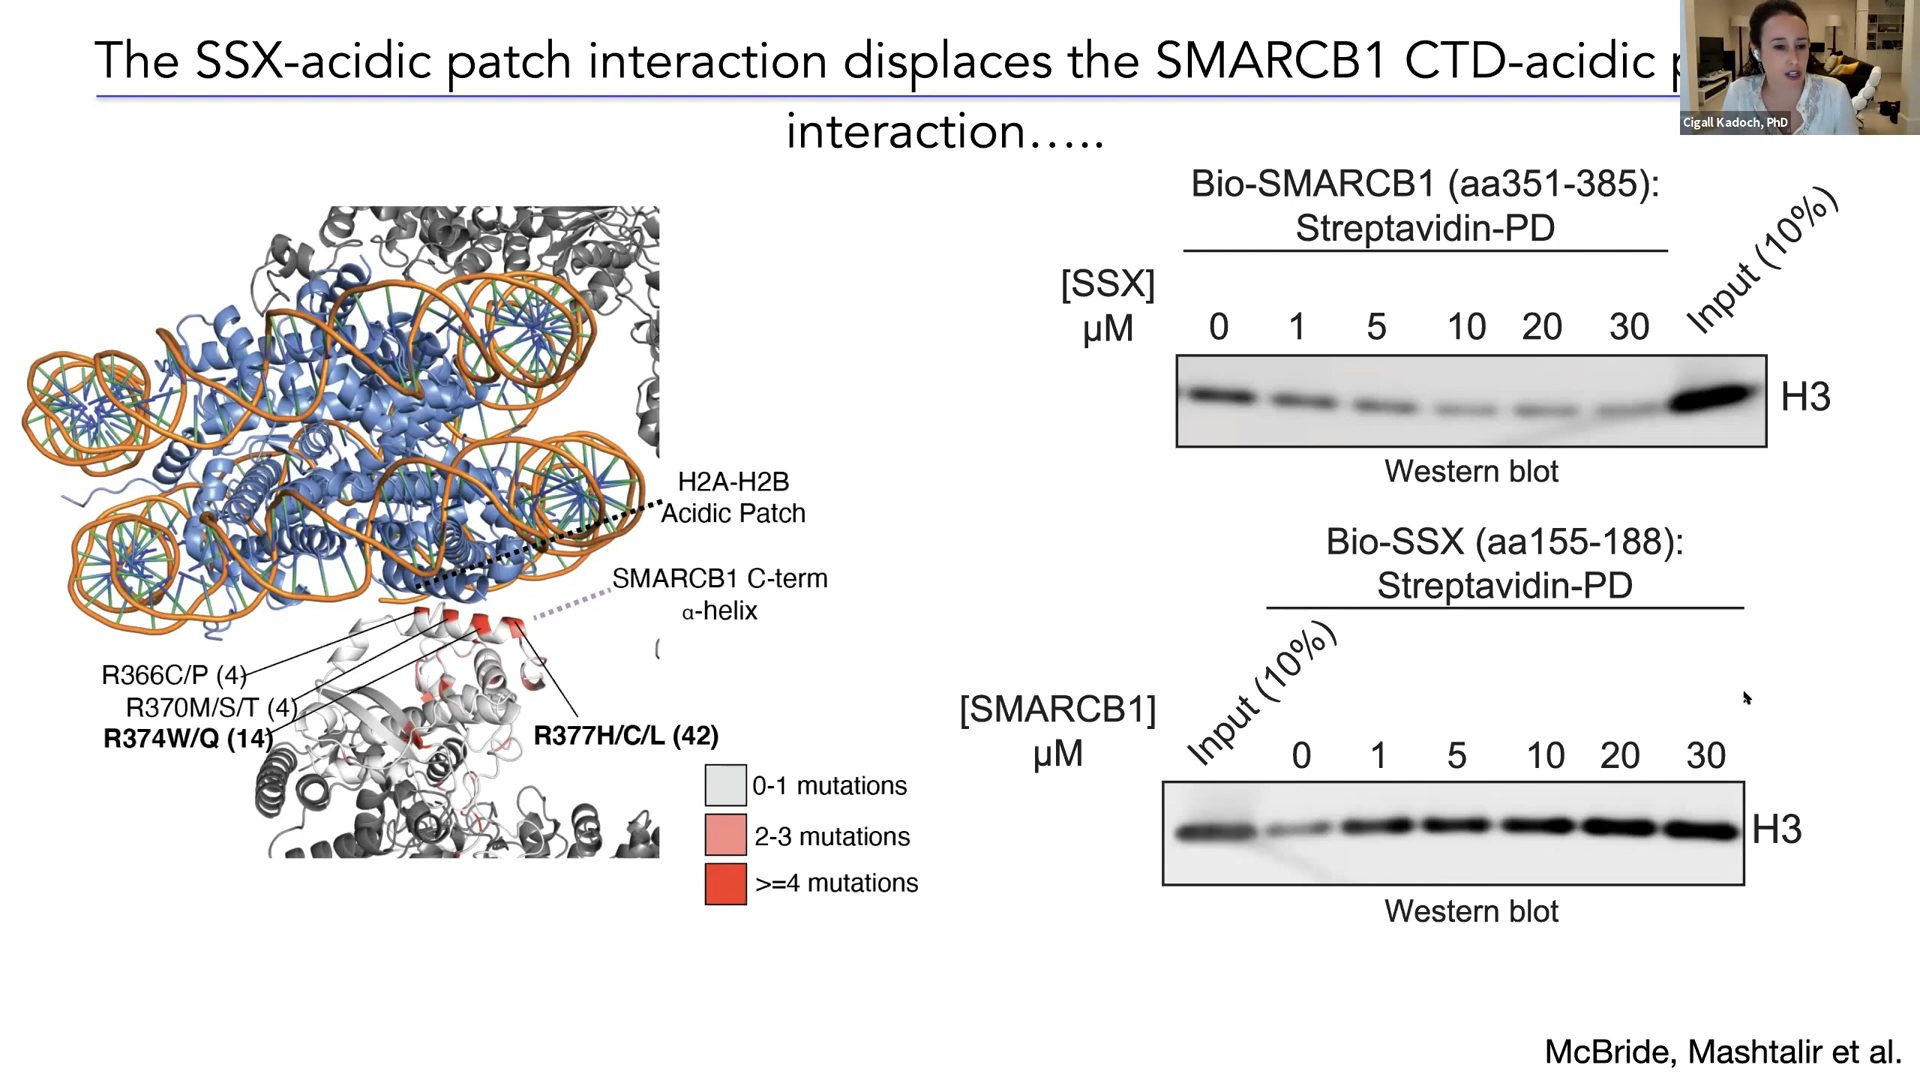 The SSX-acidic patch interaction displaces the SMARCB1 CTD-acidic
interaction.....
Cigall Kadoch, PhD
Bio-SMARCB1 (aa351-385):
Streptavidin-PD
Input (10%)
[SSX]
µM
0 1 5 10 20 30
H3
Western blot
H2A-H2B
Acidic Patch
SMARCB1 C-term
α-helix
R366C/P (4)
R370M/S/T (4)
R374W/Q (14)
R377H/C/L (42)
0-1 mutations
2-3 mutations
>=4 mutations
Bio-SSX (aa155-188):
Streptavidin-PD
Input (10%)
[SMARCB1]
µM
0 1 5 10 20 30
H3
Western blot
McBride, Mashtalir et al.